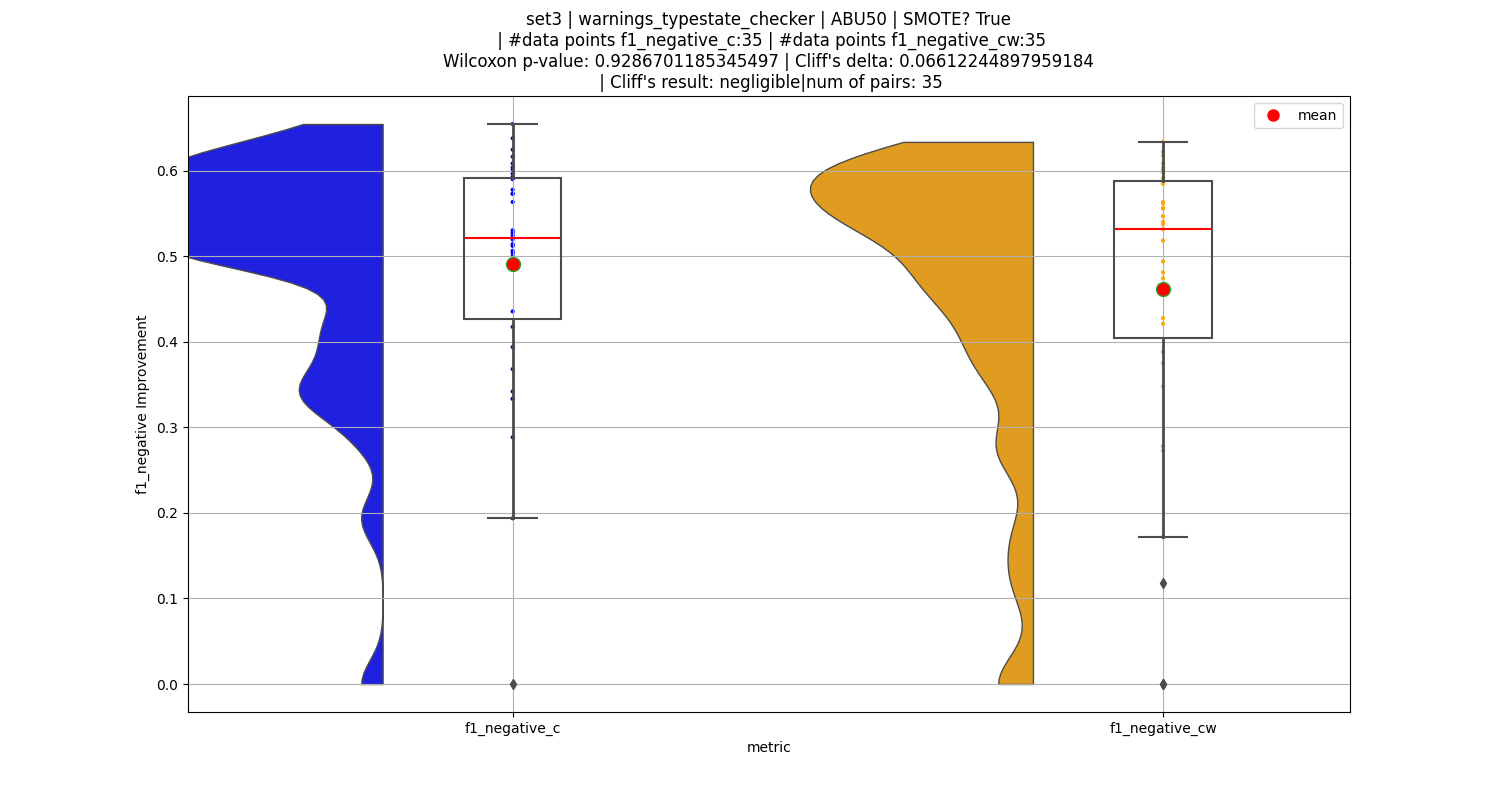 set3 | warnings_typestate_checker | ABU50 | SMOTE? True
| #data points f1_negative_c:35 | #data points f1_negative_cw:35
Wilcoxon p-value: 0.9286701185345497 | Cliff's delta: 0.06612244897959184
| Cliff's result: negligible|num of pairs: 35
mean
f1_negative Improvement
0.6
0.5
0.4
0.3
0.2
0.1
0.0
f1_negative_c
f1_negative_cw
metric